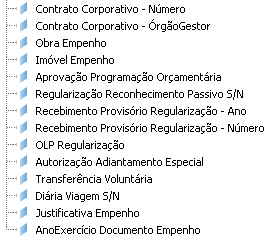 Contrato Corporativo - Número
Contrato Corporativo - ÓrgãoGestor
Obra Empenho
Imóvel Empenho
Aprovação Programação Orçamentária
Regularização Reconhecimento Passivo S/N
Recebimento Provisório Regularização - Ano
Recebimento Provisório Regularização - Número
OLP Regularização
Autorização Adiantamento Especial
Transferência Voluntária
Diária Viagem S/N
Justificativa Empenho
AnoExercício Documento Empenho